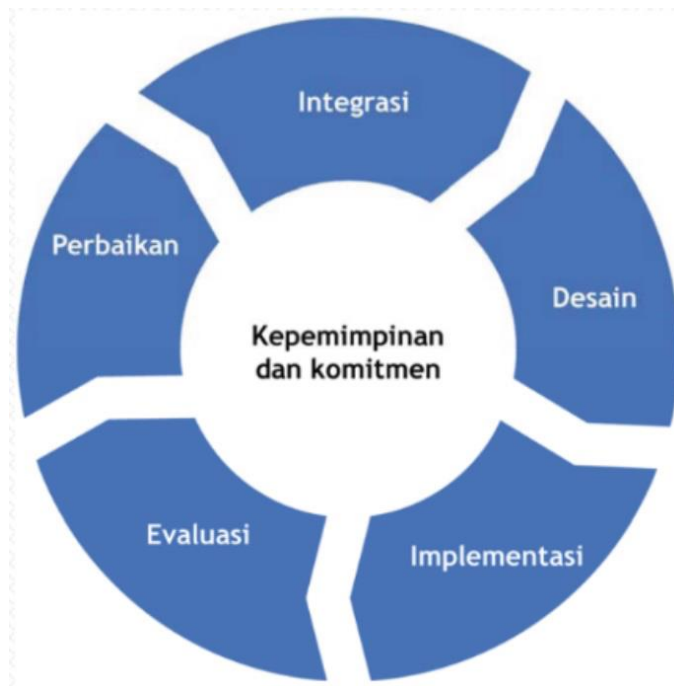 Integrasi
Desain
Implementasi
Evaluasi
Perbaikan
Kepemimpinan
dan komitmen